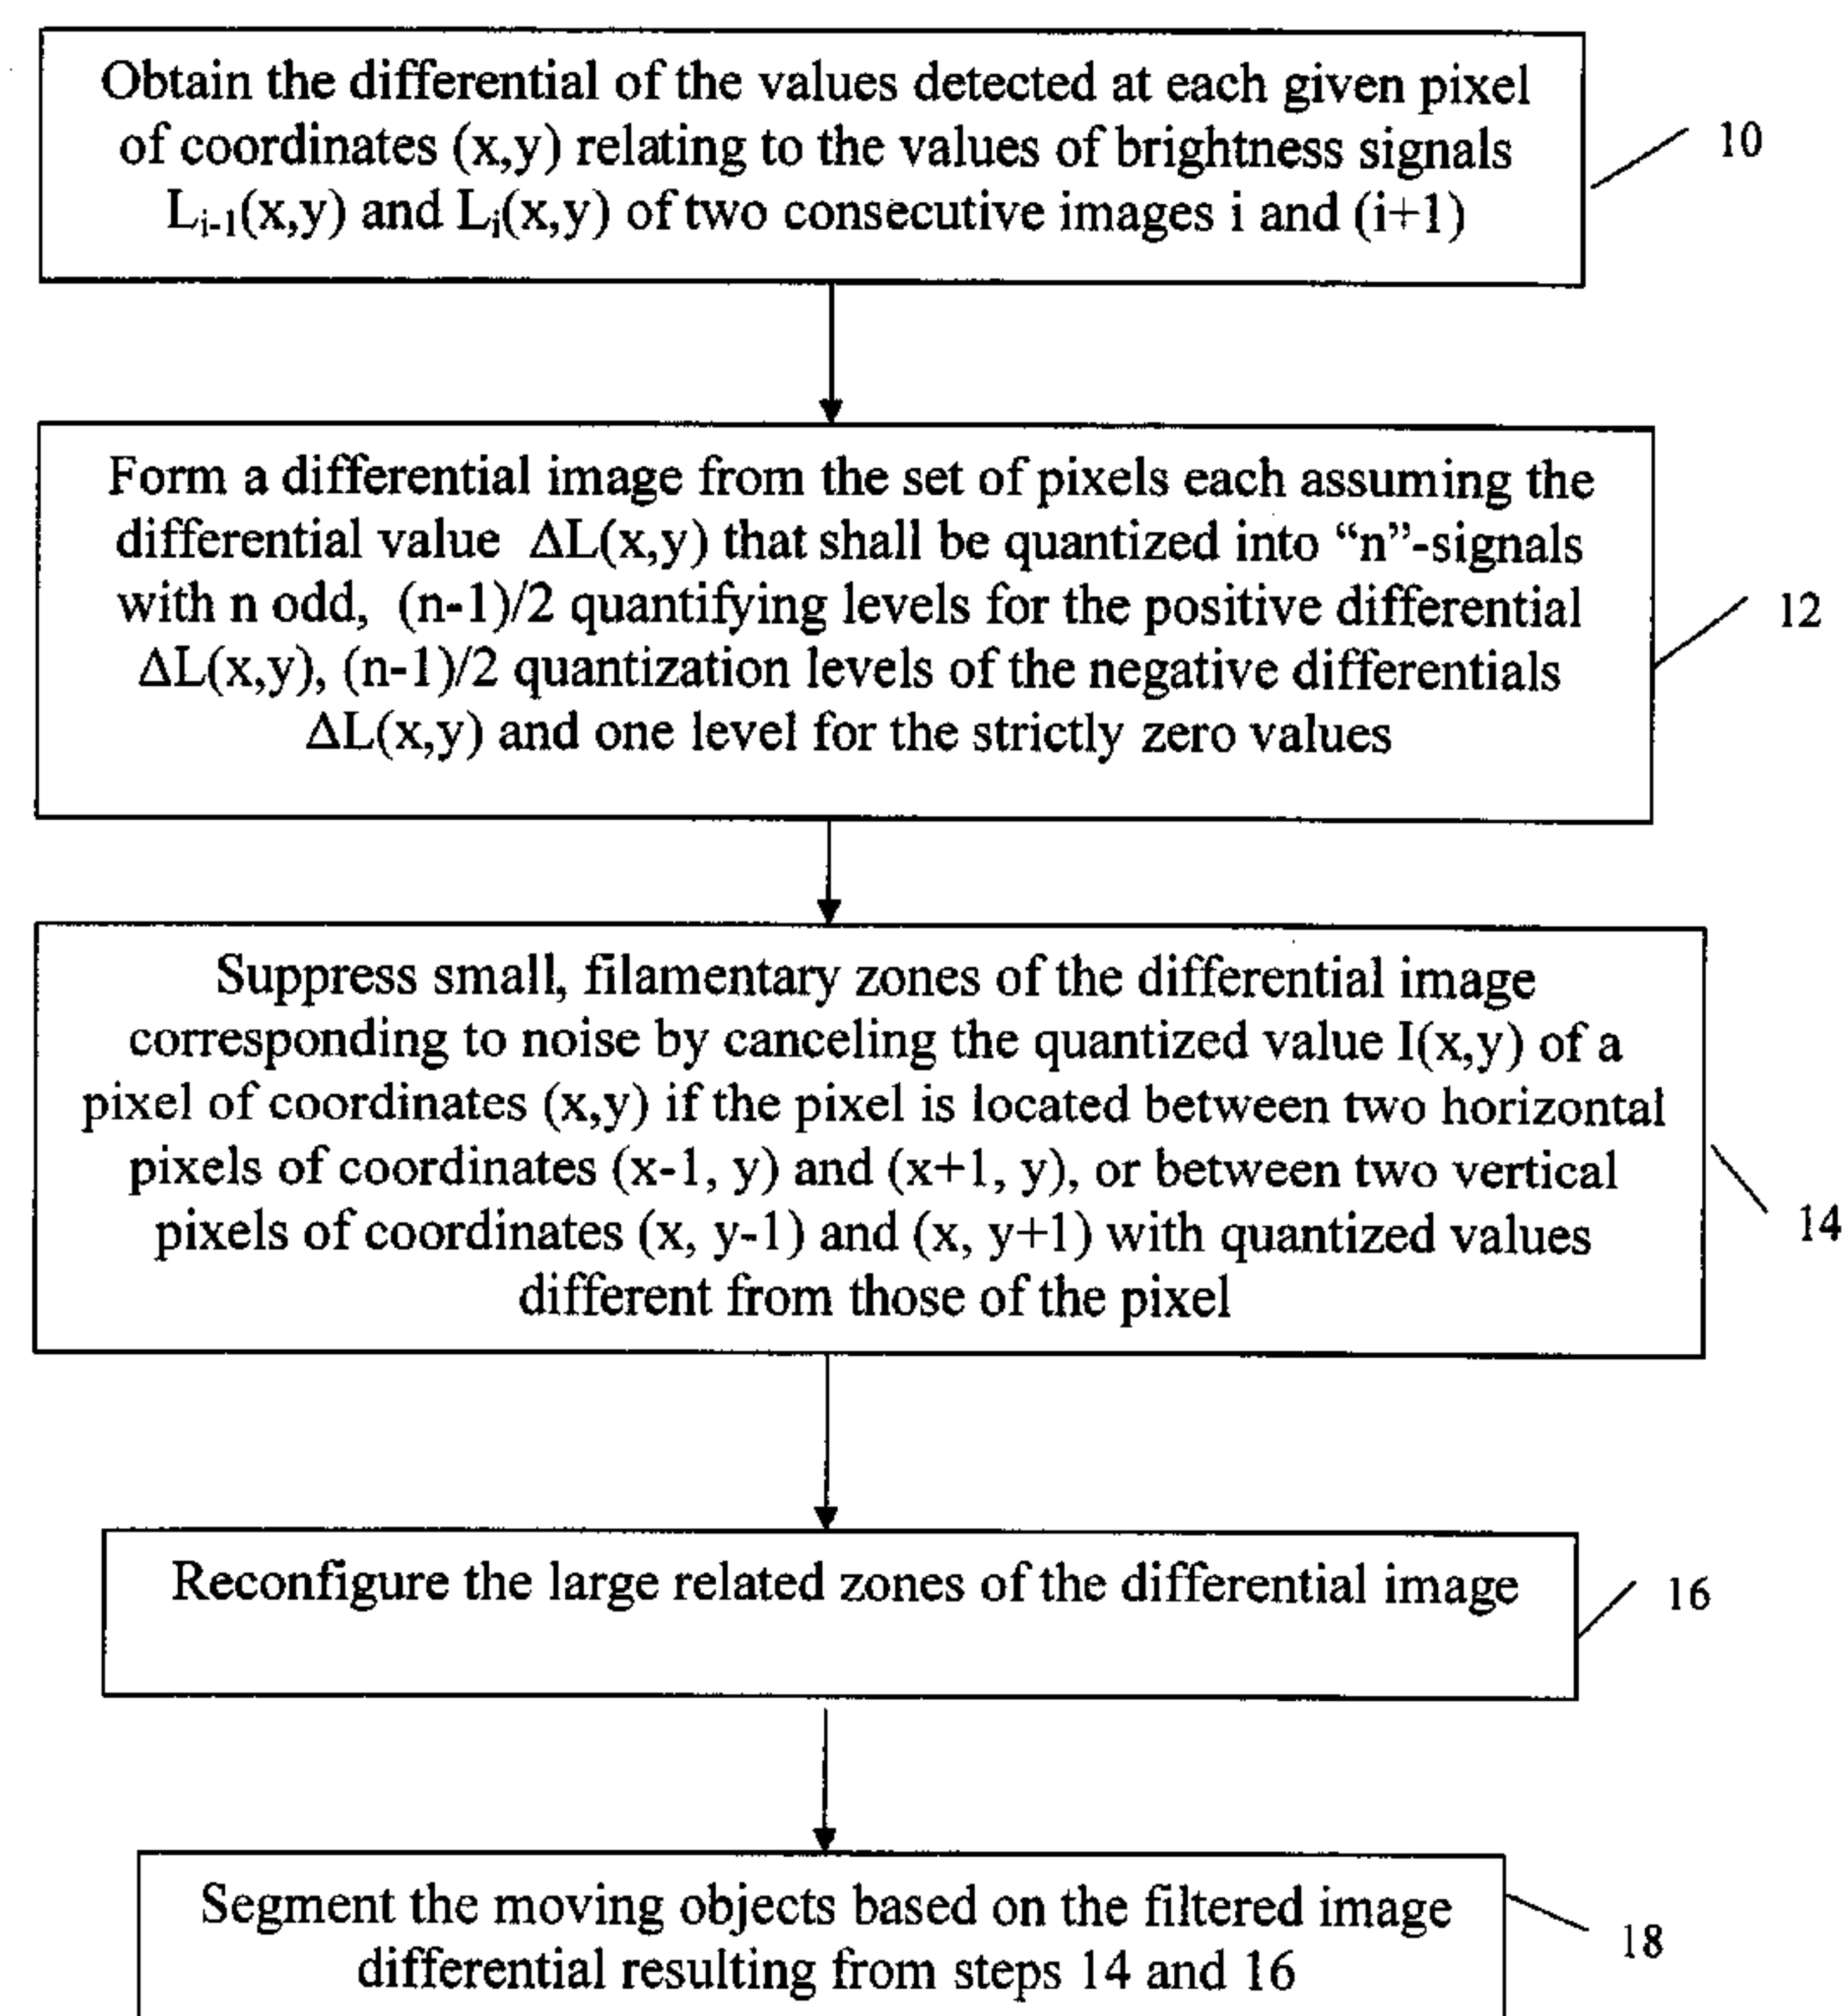 Obtain the differential of the values detected at each given pixel
of coordinates (x,y) relating to the values of brightness signals
Lᵢ₋₁(x,y) and Lᵢ(x,y) of two consecutive images i and (i+1)
10
Form a differential image from the set of pixels each assuming the
differential value ΔL(x,y) that shall be quantized into “n”-signals
with n odd, (n-1)/2 quantifying levels for the positive differential
ΔL(x,y), (n-1)/2 quantization levels of the negative differentials
ΔL(x,y) and one level for the strictly zero values
12
Suppress small, filamentary zones of the differential image
corresponding to noise by canceling the quantized value I(x,y) of a
pixel of coordinates (x,y) if the pixel is located between two horizontal
pixels of coordinates (x-1, y) and (x+1, y), or between two vertical
pixels of coordinates (x, y-1) and (x, y+1) with quantized values
different from those of the pixel
14
Reconfigure the large related zones of the differential image
16
Segment the moving objects based on the filtered image
differential resulting from steps 14 and 16
18